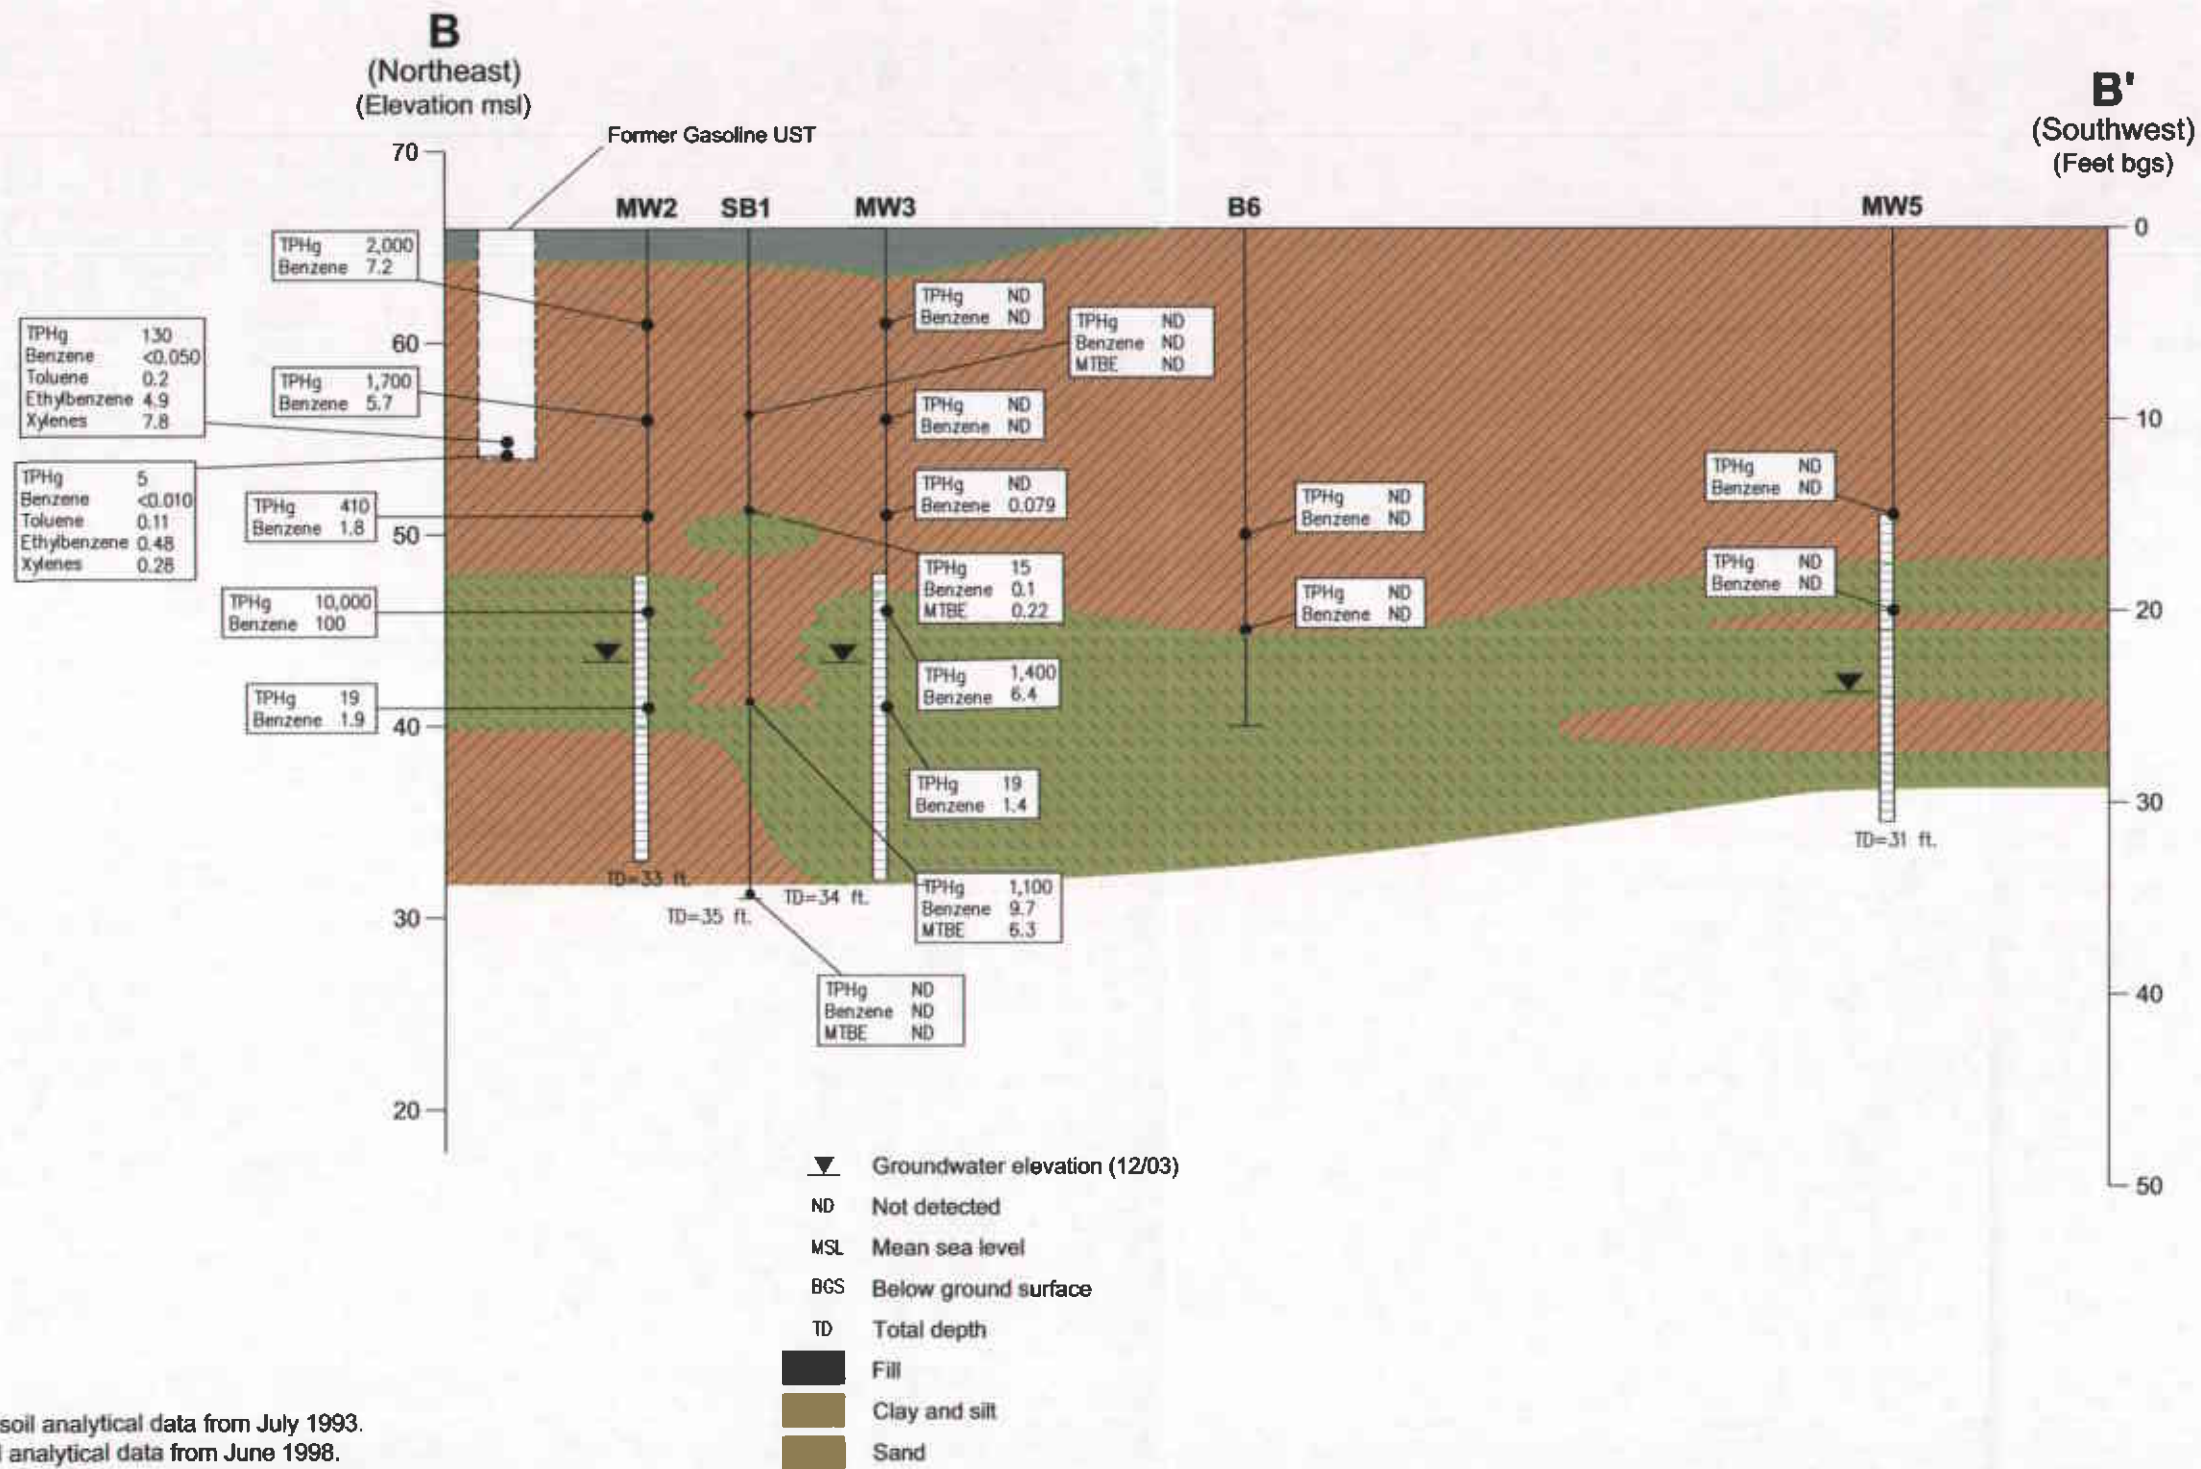 B
(Northeast)
(Elevation msl)
B'
(Southwest)
(Feet bgs)
Former Gasoline UST
70
60
50
40
30
20
0
10
20
30
40
50
MW2
SB1
MW3
B6
MW5
TPHg 2,000
Benzene 7.2
TPHg 130
Benzene <0.050
Toluene 0.2
Ethylbenzene 4.9
Xylenes 7.8
TPHg 1,700
Benzene 5.7
TPHg 5
Benzene <0.010
Toluene 0.11
Ethylbenzene 0.48
Xylenes 0.28
TPHg 410
Benzene 1.8
TPHg 10,000
Benzene 100
TPHg 19
Benzene 1.9
TPHg ND
Benzene ND
TPHg ND
Benzene ND
MTBE ND
TPHg ND
Benzene ND
TPHg ND
Benzene 0.079
TPHg 15
Benzene 0.1
MTBE 0.22
TPHg 1,400
Benzene 6.4
TPHg 19
Benzene 1.4
TPHg 1,100
Benzene 9.7
MTBE 6.3
TPHg ND
Benzene ND
MTBE ND
TPHg ND
Benzene ND
TPHg ND
Benzene ND
TPHg ND
Benzene ND
TPHg ND
Benzene ND
TD=33 ft.
TD=35 ft.
TD=34 ft.
TD=31 ft.
Groundwater elevation (12/03)
ND Not detected
MSL Mean sea level
BGS Below ground surface
TD Total depth
Fill
Clay and silt
Sand
soil analytical data from July 1993.
analytical data from June 1998.